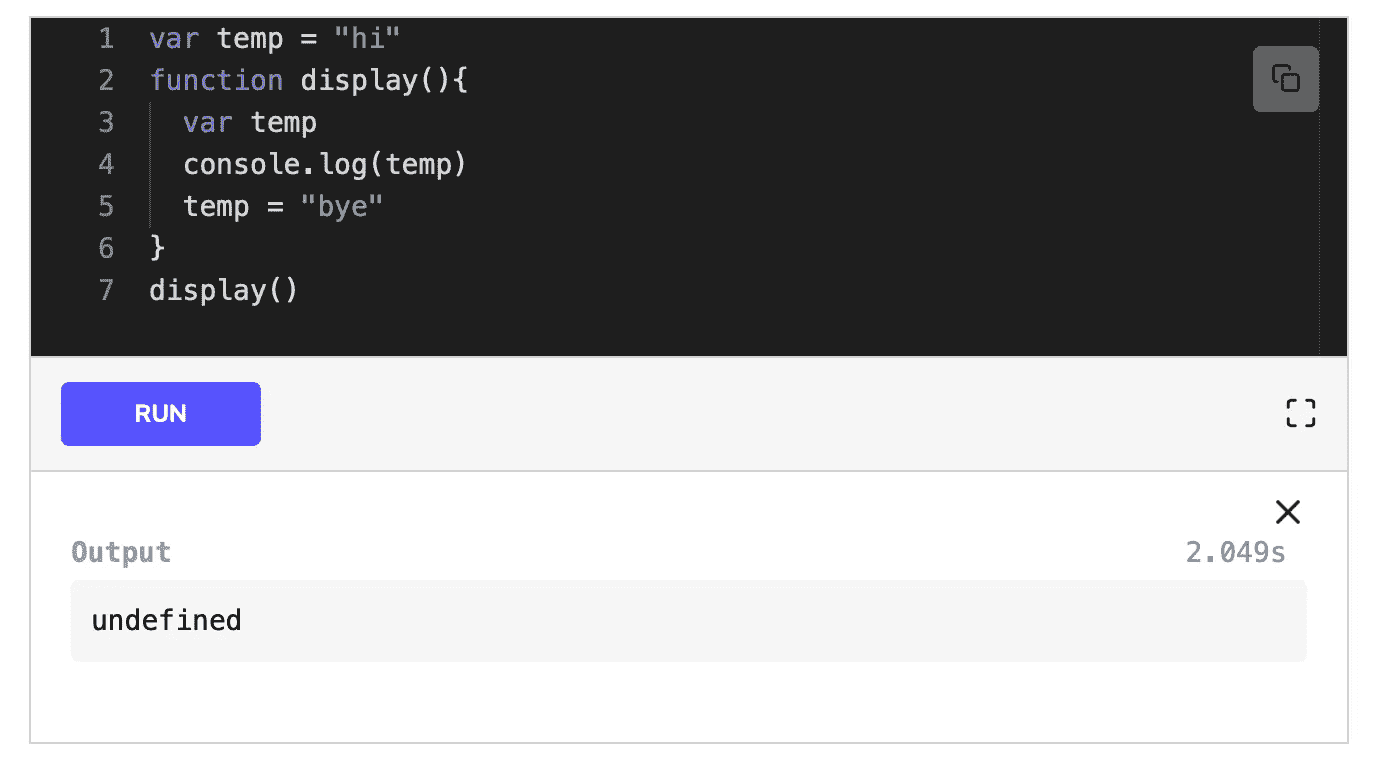 1 var temp = "hi"
2 function display(){
3 var temp
4 console.log(temp)
5 temp = "bye"
6 }
7 display()
RUN
Output 2.049s
undefined